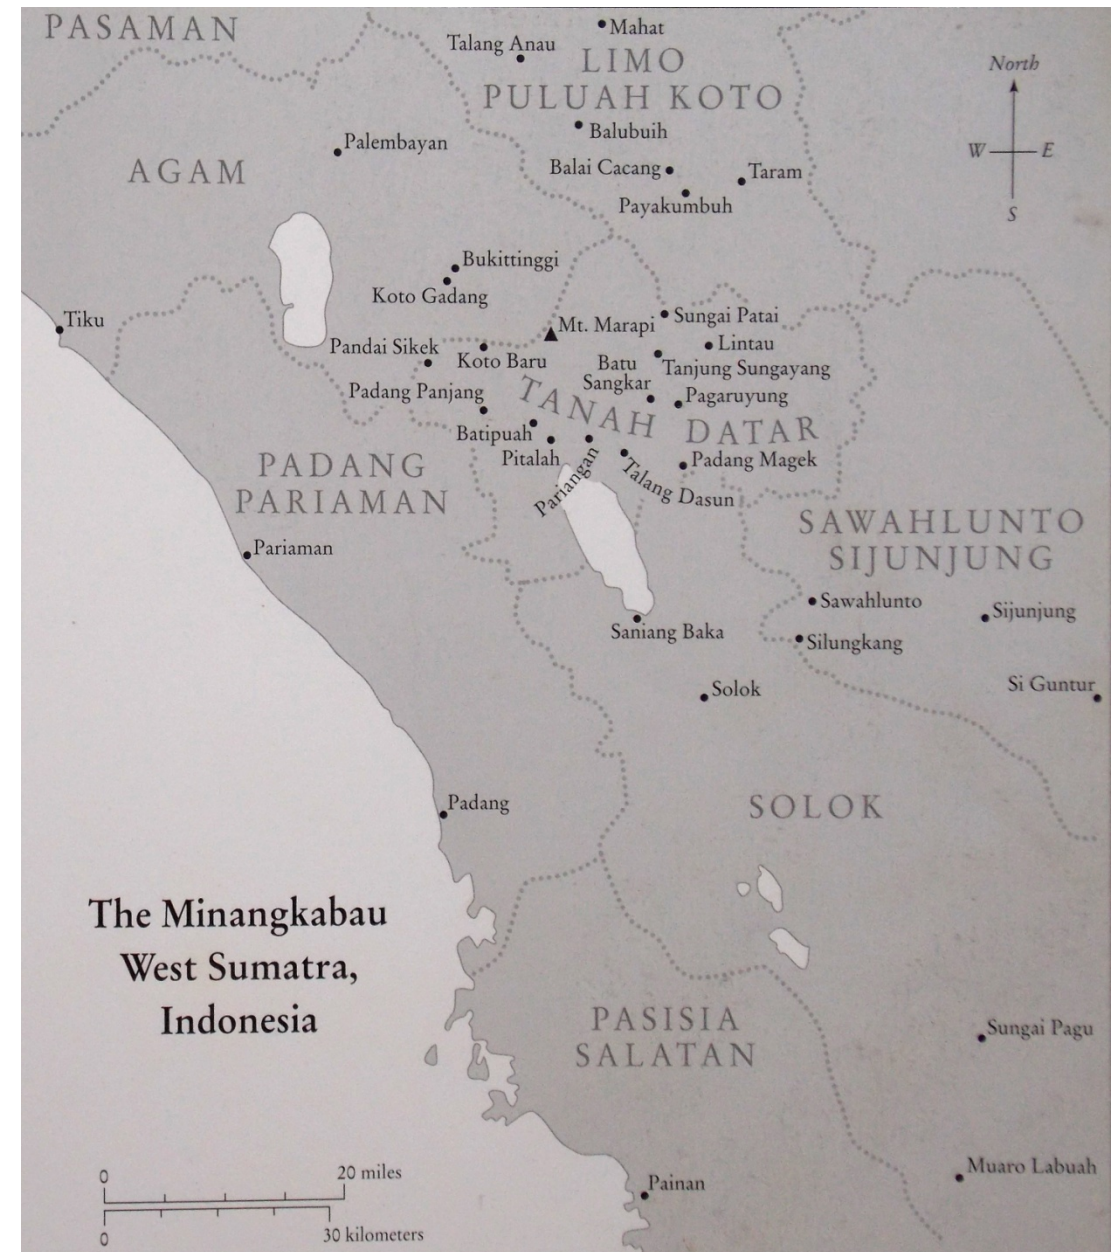 PASAMAN
Mahat
Talang Anau
LIMO
PULUAH KOTO
North
W
E
S
Balubuih
Palembayan
AGAM
Balai Cacang
Taram
Payakumbuh
Bukittinggi
Koto Gadang
Tiku
Sungai Patai
Mt. Marapi
Pandai Sikek
Koto Baru
Lintau
Batu
Sangkar
Tanjung Sungayang
Padang Panjang
Pagaruyung
TANAH DATAR
Batipuah
Pitalah
Pariangan
Talang Dasun
Padang Magek
PADANG
PARIAMAN
SAWAHLUNTO
SIJUNJUNG
Pariaman
Sawahlunto
Sijunjung
Saniang Baka
Silungkang
Solok
Si Guntur
Padang
SOLOK
The Minangkabau
West Sumatra,
Indonesia
PASISIA
SALATAN
Sungai Pagu
Muaro Labuah
Painan
0
20 miles
0
30 kilometers